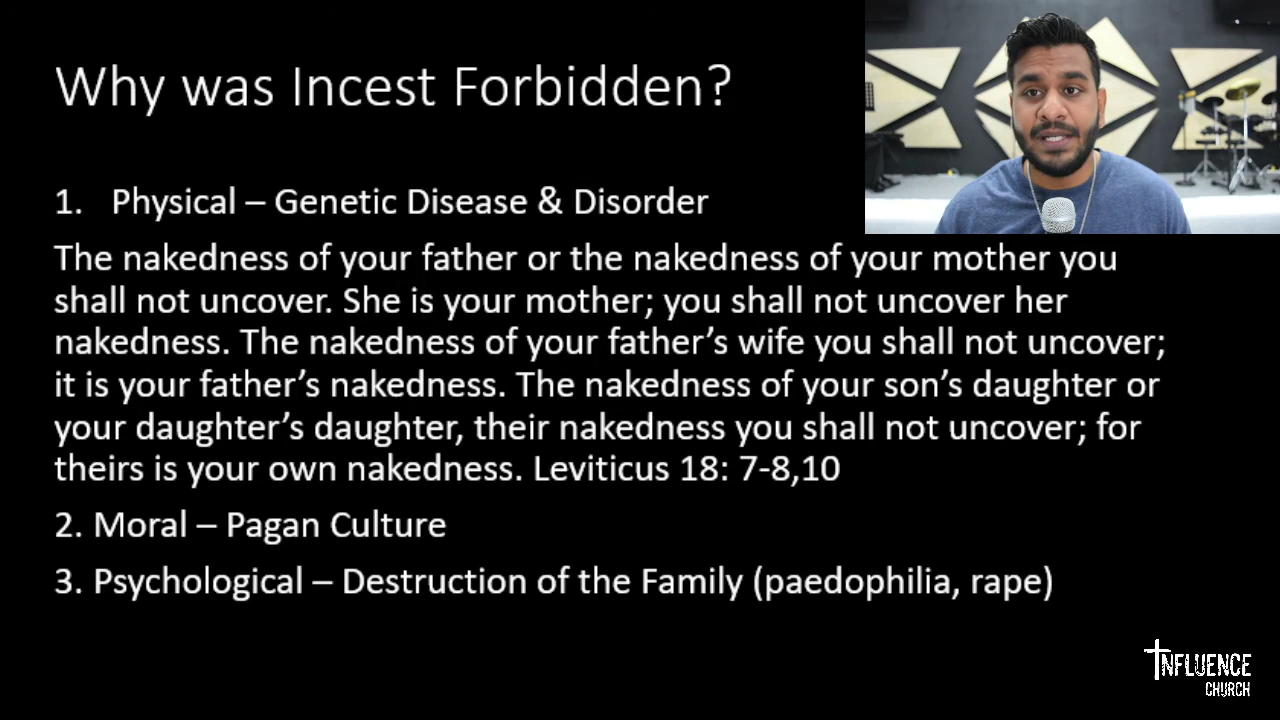 Why was Incest Forbidden?
1. Physical – Genetic Disease & Disorder
The nakedness of your father or the nakedness of your mother you
shall not uncover. She is your mother; you shall not uncover her
nakedness. The nakedness of your father’s wife you shall not uncover;
it is your father’s nakedness. The nakedness of your son’s daughter or
your daughter’s daughter, their nakedness you shall not uncover; for
theirs is your own nakedness. Leviticus 18: 7-8,10
2. Moral – Pagan Culture
3. Psychological – Destruction of the Family (paedophilia, rape)
INFLUENCE
CHURCH